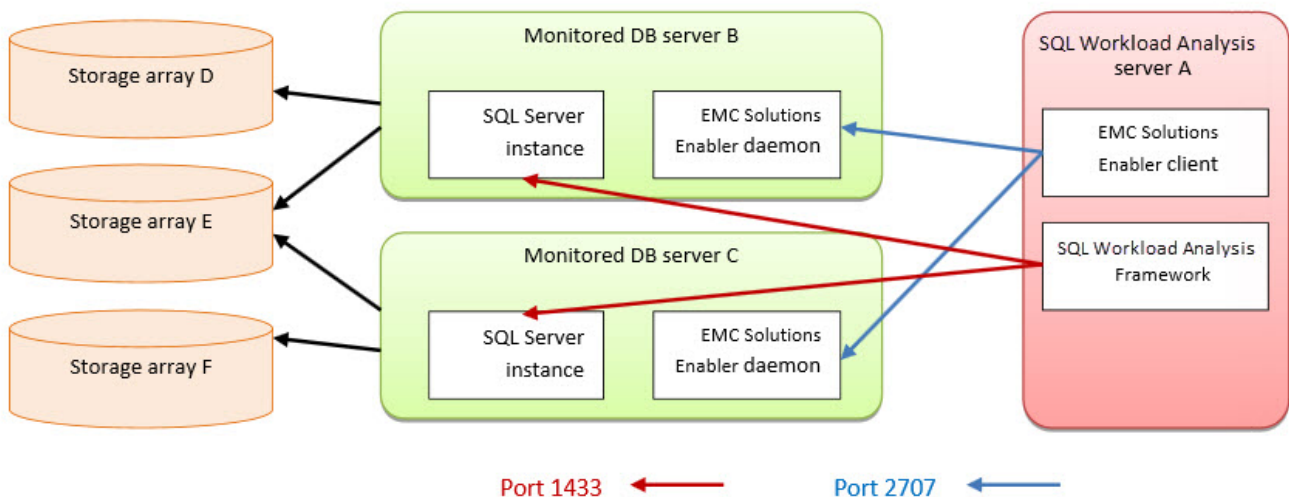 Storage array D
Storage array E
Storage array F
Monitored DB server B
SQL Server
instance
EMC Solutions
Enabler daemon
Monitored DB server C
SQL Server
instance
EMC Solutions
Enabler daemon
SQL Workload Analysis
server A
EMC Solutions
Enabler client
SQL Workload Analysis
Framework
Port 1433
Port 2707